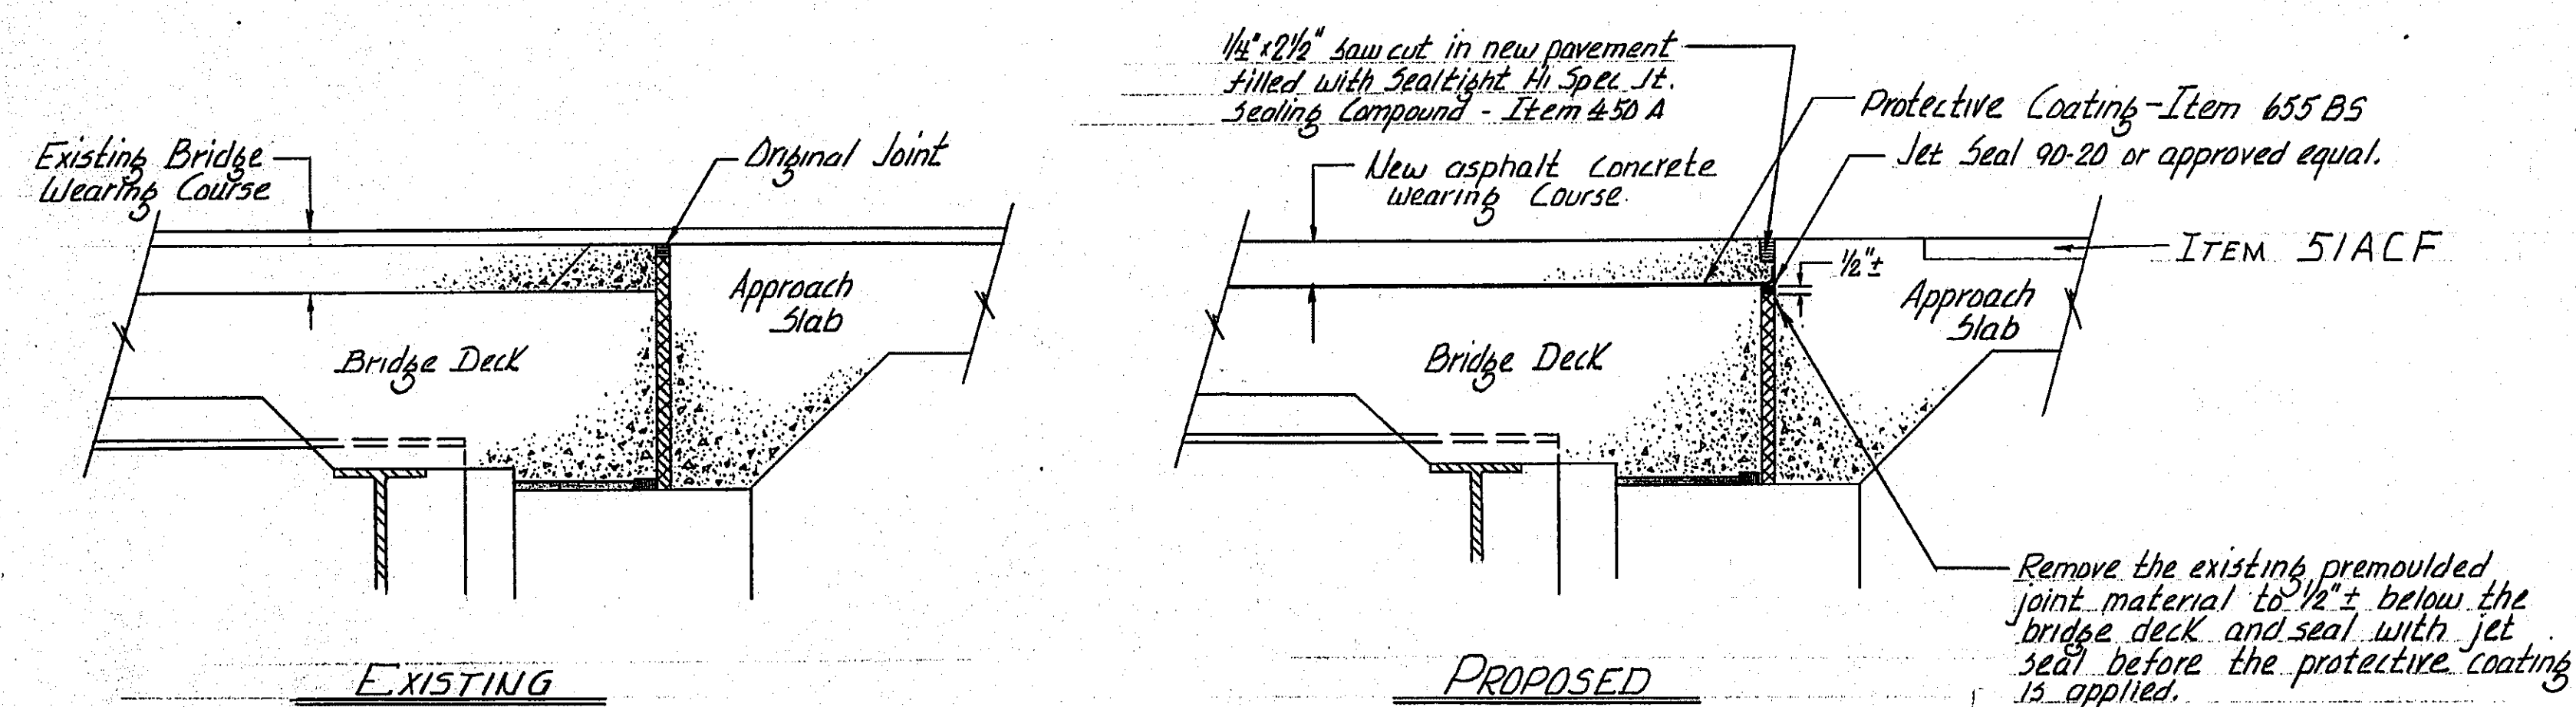 Existing Bridge
Wearing Course
Original Joint
Approach
Slab
Bridge Deck
EXISTING
1/4"x2 1/2" saw cut in new pavement
filled with Sealtight Hi Spec Jt.
Sealing Compound - Item 450 A
Protective Coating-Item 655 BS
Jet Seal 90-20 or approved equal.
New asphalt concrete
wearing Course.
ITEM 51ACF
1/2"±
Approach
Slab
Bridge Deck
Remove the existing premoulded
joint material to 1/2"± below the
bridge deck and seal with jet
seal before the protective coating
is applied.
PROPOSED